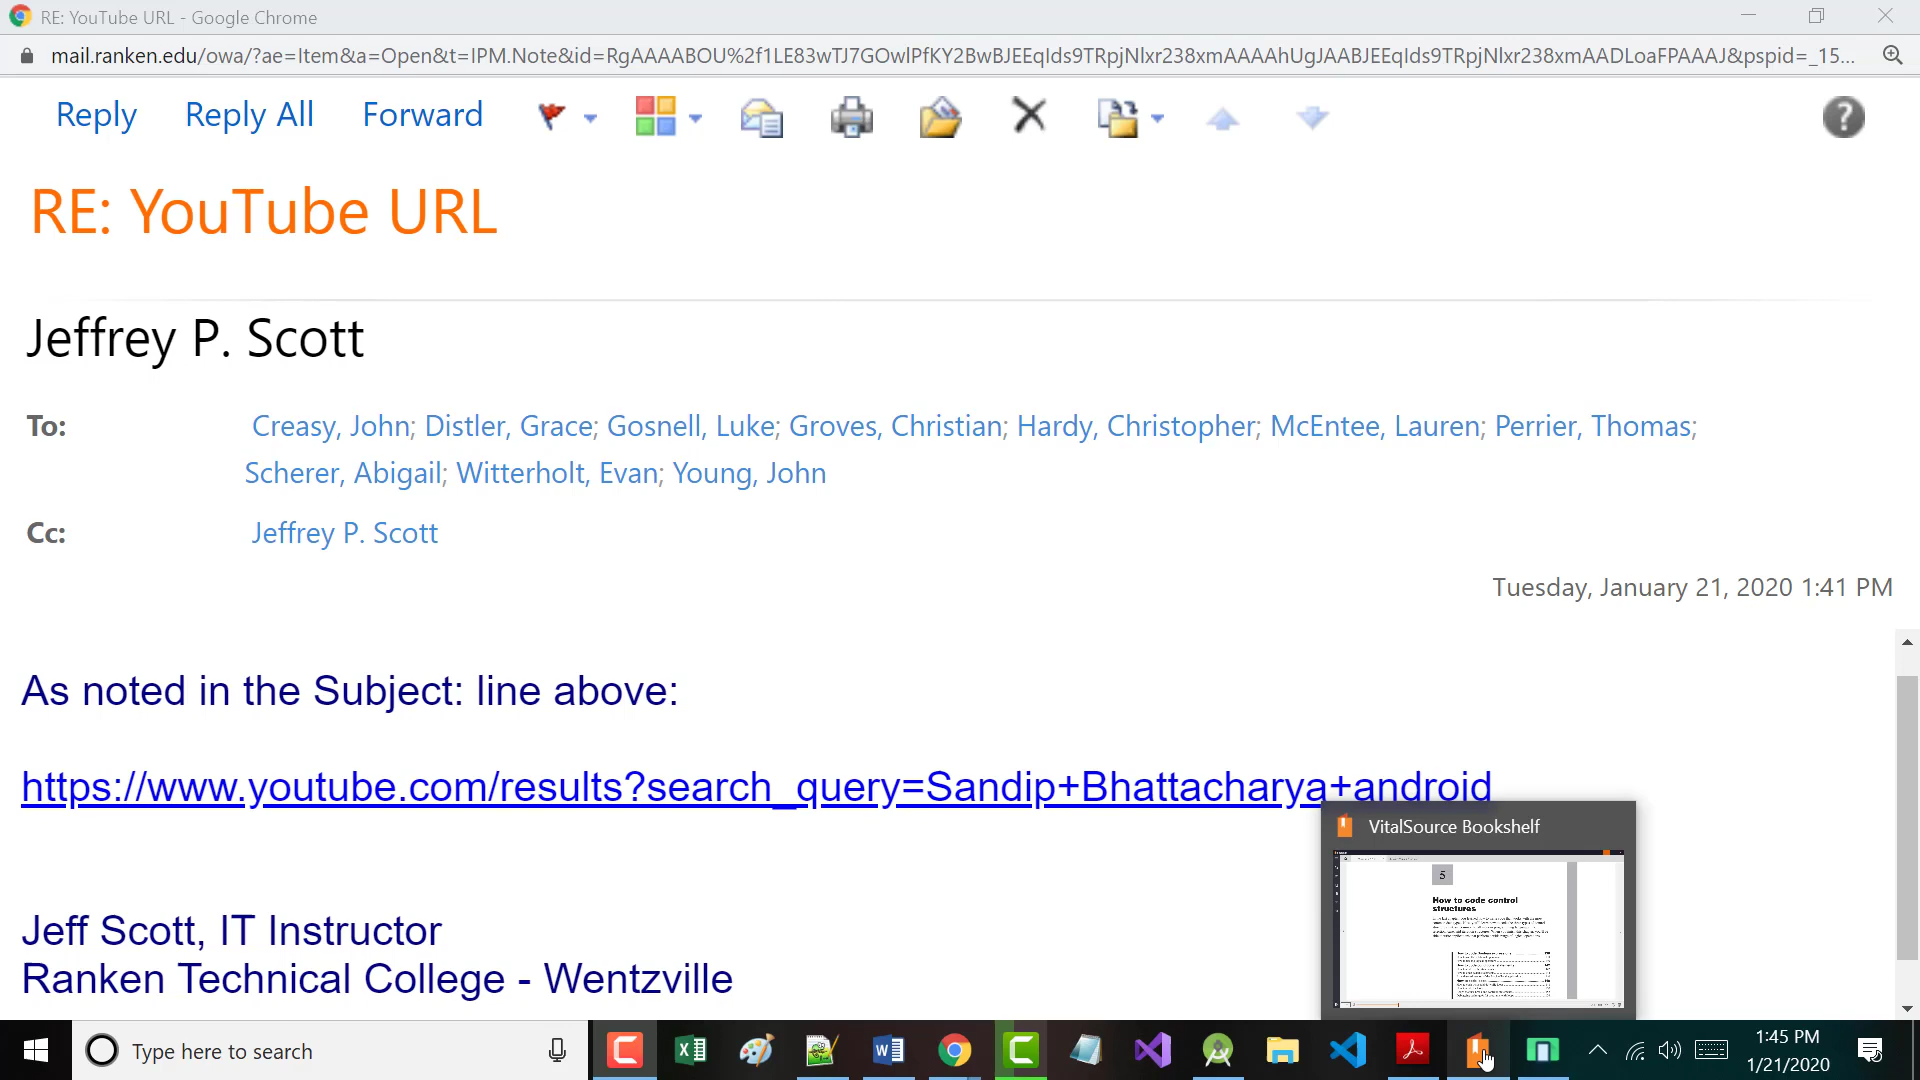 RE: YouTube URL - Google Chrome
mail.ranken.edu/owa/?ae=Item&a=Open&t=IPM.Note&id=RgAAAABOU%2f1LE83wTJ7GOwlPfKY2BwBJEEqIds9TRpjNlxr238xmAAAAhUgJAABJEEqIds9TRpjNlxr238xmAADLoaFPAAAJ&pspid=_15...
Reply Reply All Forward
RE: YouTube URL
Jeffrey P. Scott
To: Creasy, John; Distler, Grace; Gosnell, Luke; Groves, Christian; Hardy, Christopher; McEntee, Lauren; Perrier, Thomas;
Scherer, Abigail; Witterholt, Evan; Young, John
Cc: Jeffrey P. Scott
Tuesday, January 21, 2020 1:41 PM
As noted in the Subject: line above:
https://www.youtube.com/results?search_query=Sandip+Bhattacharya+android
VitalSource Bookshelf
5
How to code control
structures
Jeff Scott, IT Instructor
Ranken Technical College - Wentzville
Type here to search
1:45 PM
1/21/2020